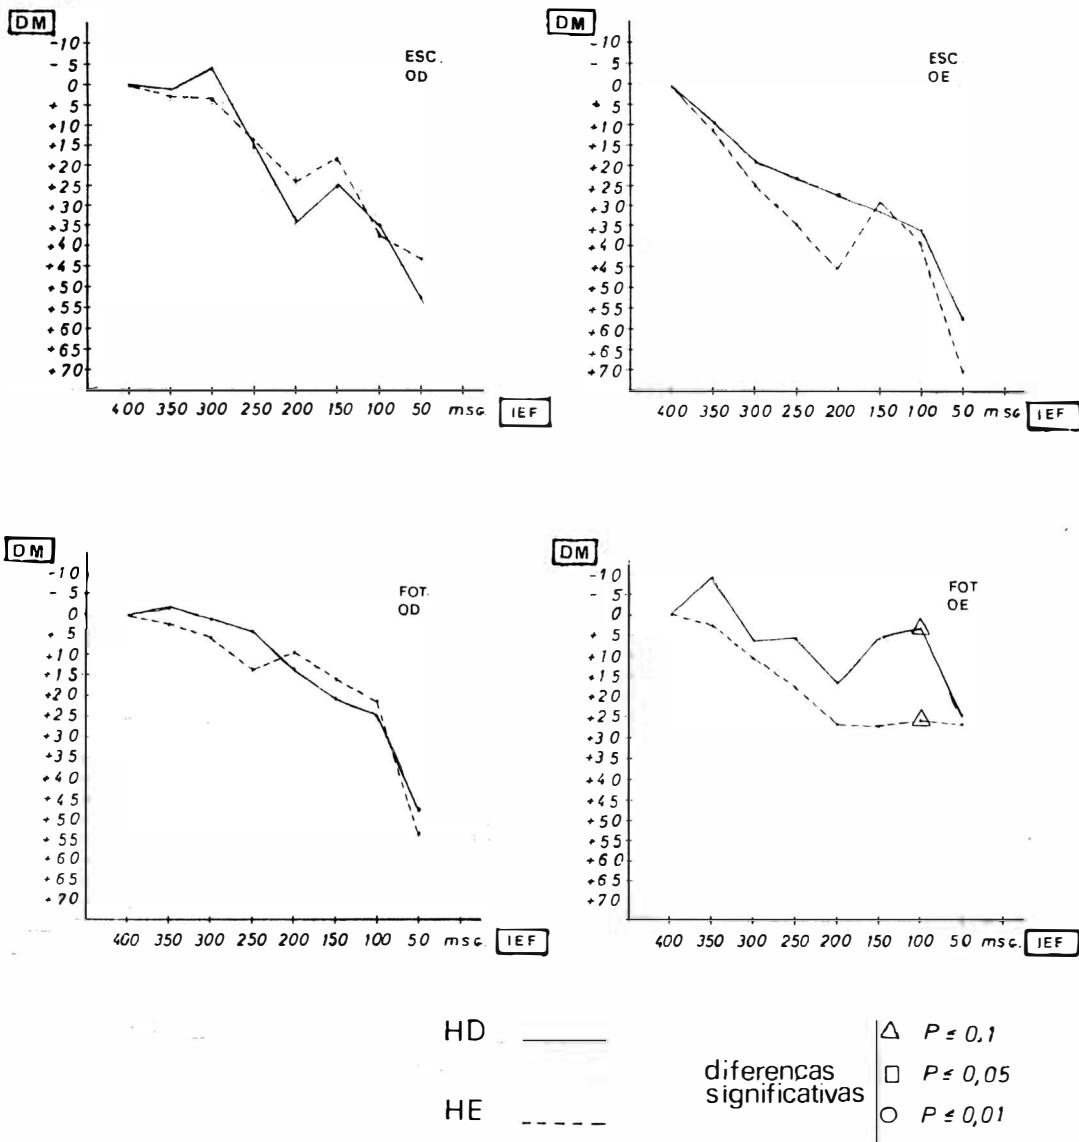 DM
-10
- 5
0
+ 5
+10
+15
+20
+25
+30
+35
+40
+45
+50
+55
+60
+65
+70
ESC.
OD
400 350 300 250 200 150 100 50 msG. IEF
DM
-10
- 5
0
+ 5
+10
+15
+20
+25
+30
+35
+40
+45
+50
+55
+60
+65
+70
ESC.
OE
400 350 300 250 200 150 100 50 msG IEF
DM
-10
- 5
0
+ 5
+10
+15
+20
+25
+30
+35
+40
+45
+50
+55
+60
+65
+70
FOT.
OD
400 350 300 250 200 150 100 50 msG. IEF
DM
-10
- 5
0
+ 5
+10
+15
+20
+25
+30
+35
+40
+45
+50
+55
+60
+65
+70
FOT
OE
400 350 300 250 200 150 100 50 msG. IEF
HD
HE
diferenças
significativas
△ P ≤ 0,1
□ P ≤ 0,05
○ P ≤ 0,01